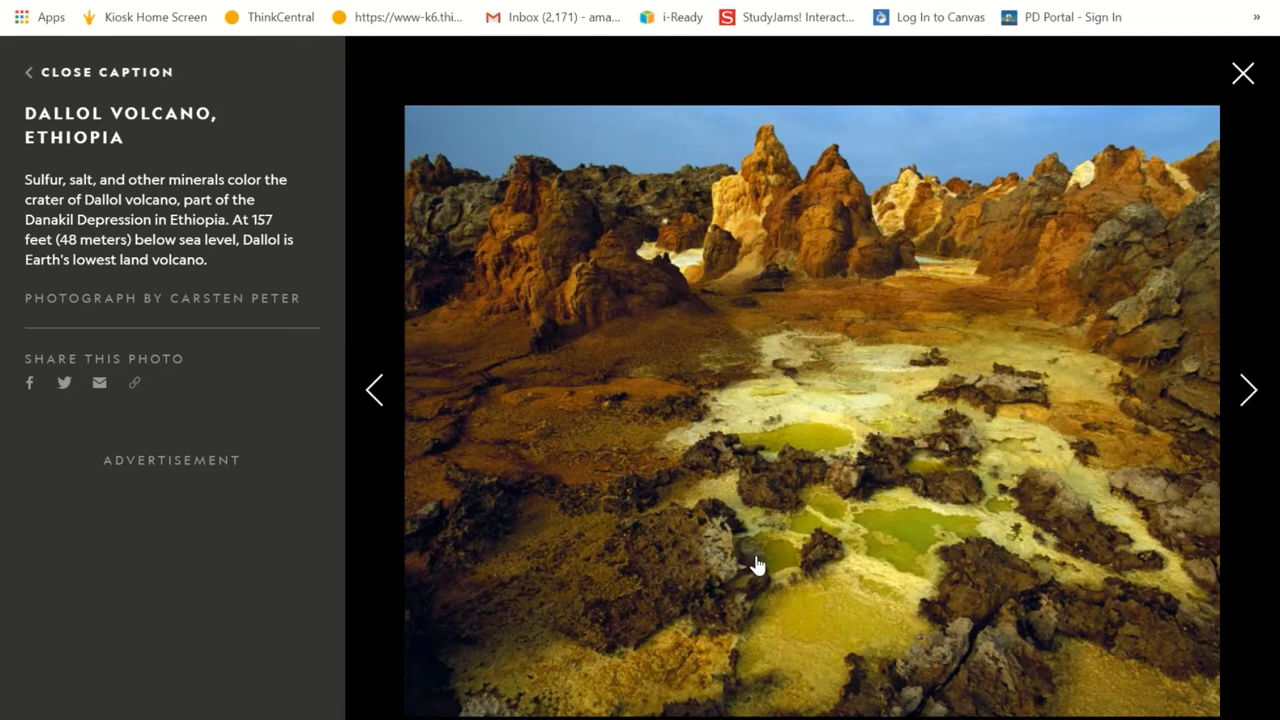 Apps Kiosk Home Screen ThinkCentral https://www-k6.thi... Inbox (2,171) - ama... i-Ready StudyJams! Interact... Log In to Canvas PD Portal - Sign In »
CLOSE CAPTION
DALLOL VOLCANO,
ETHIOPIA
Sulfur, salt, and other minerals color the
crater of Dallol volcano, part of the
Danakil Depression in Ethiopia. At 157
feet (48 meters) below sea level, Dallol is
Earth's lowest land volcano.
PHOTOGRAPH BY CARSTEN PETER
SHARE THIS PHOTO
ADVERTISEMENT